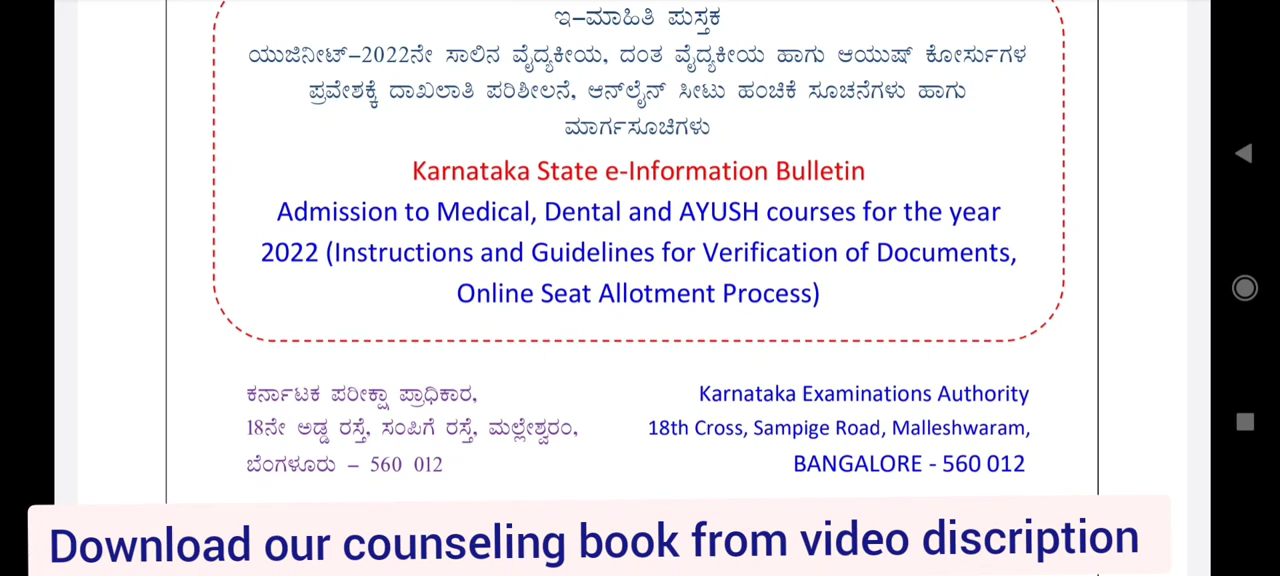 ಇ–ಮಾಹಿತಿ ಪುಸ್ತಕ
ಯುಜಿನೀಟ್–2022ನೇ ಸಾಲಿನ ವೈದ್ಯಕೀಯ, ದಂತ ವೈದ್ಯಕೀಯ ಹಾಗು ಆಯುಷ್ ಕೋರ್ಸುಗಳ
ಪ್ರವೇಶಕ್ಕೆ ದಾಖಲಾತಿ ಪರಿಶೀಲನೆ, ಆನ್‌ಲೈನ್ ಸೀಟು ಹಂಚಿಕೆ ಸೂಚನೆಗಳು ಹಾಗು
ಮಾರ್ಗಸೂಚಿಗಳು
Karnataka State e-Information Bulletin
Admission to Medical, Dental and AYUSH courses for the year
2022 (Instructions and Guidelines for Verification of Documents,
Online Seat Allotment Process)
ಕರ್ನಾಟಕ ಪರೀಕ್ಷಾ ಪ್ರಾಧಿಕಾರ,
18ನೇ ಅಡ್ಡ ರಸ್ತೆ, ಸಂಪಿಗೆ ರಸ್ತೆ, ಮಲ್ಲೇಶ್ವರಂ,
ಬೆಂಗಳೂರು – 560 012
Karnataka Examinations Authority
18th Cross, Sampige Road, Malleshwaram,
BANGALORE - 560 012
Download our counseling book from video discription